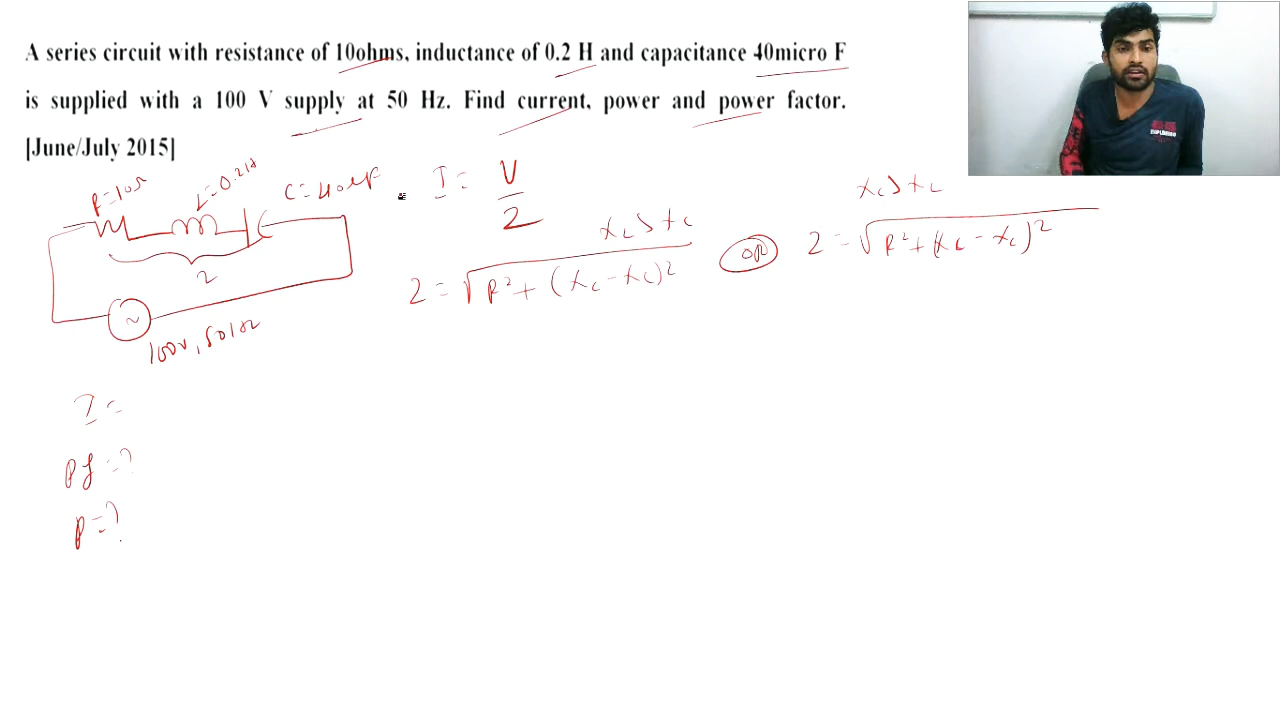 A series circuit with resistance of 10ohms, inductance of 0.2 H and capacitance 40micro F
is supplied with a 100 V supply at 50 Hz. Find current, power and power factor.
[June/July 2015]
R=10Ω L=0.2H C=40µF
Z
100V, 50Hz
I = V/Z
XL > XC
Z = √R²+(XL-XC)²
OR
XC > XL
Z = √R²+(XC-XL)²
I =
Pf = ?
P = ?